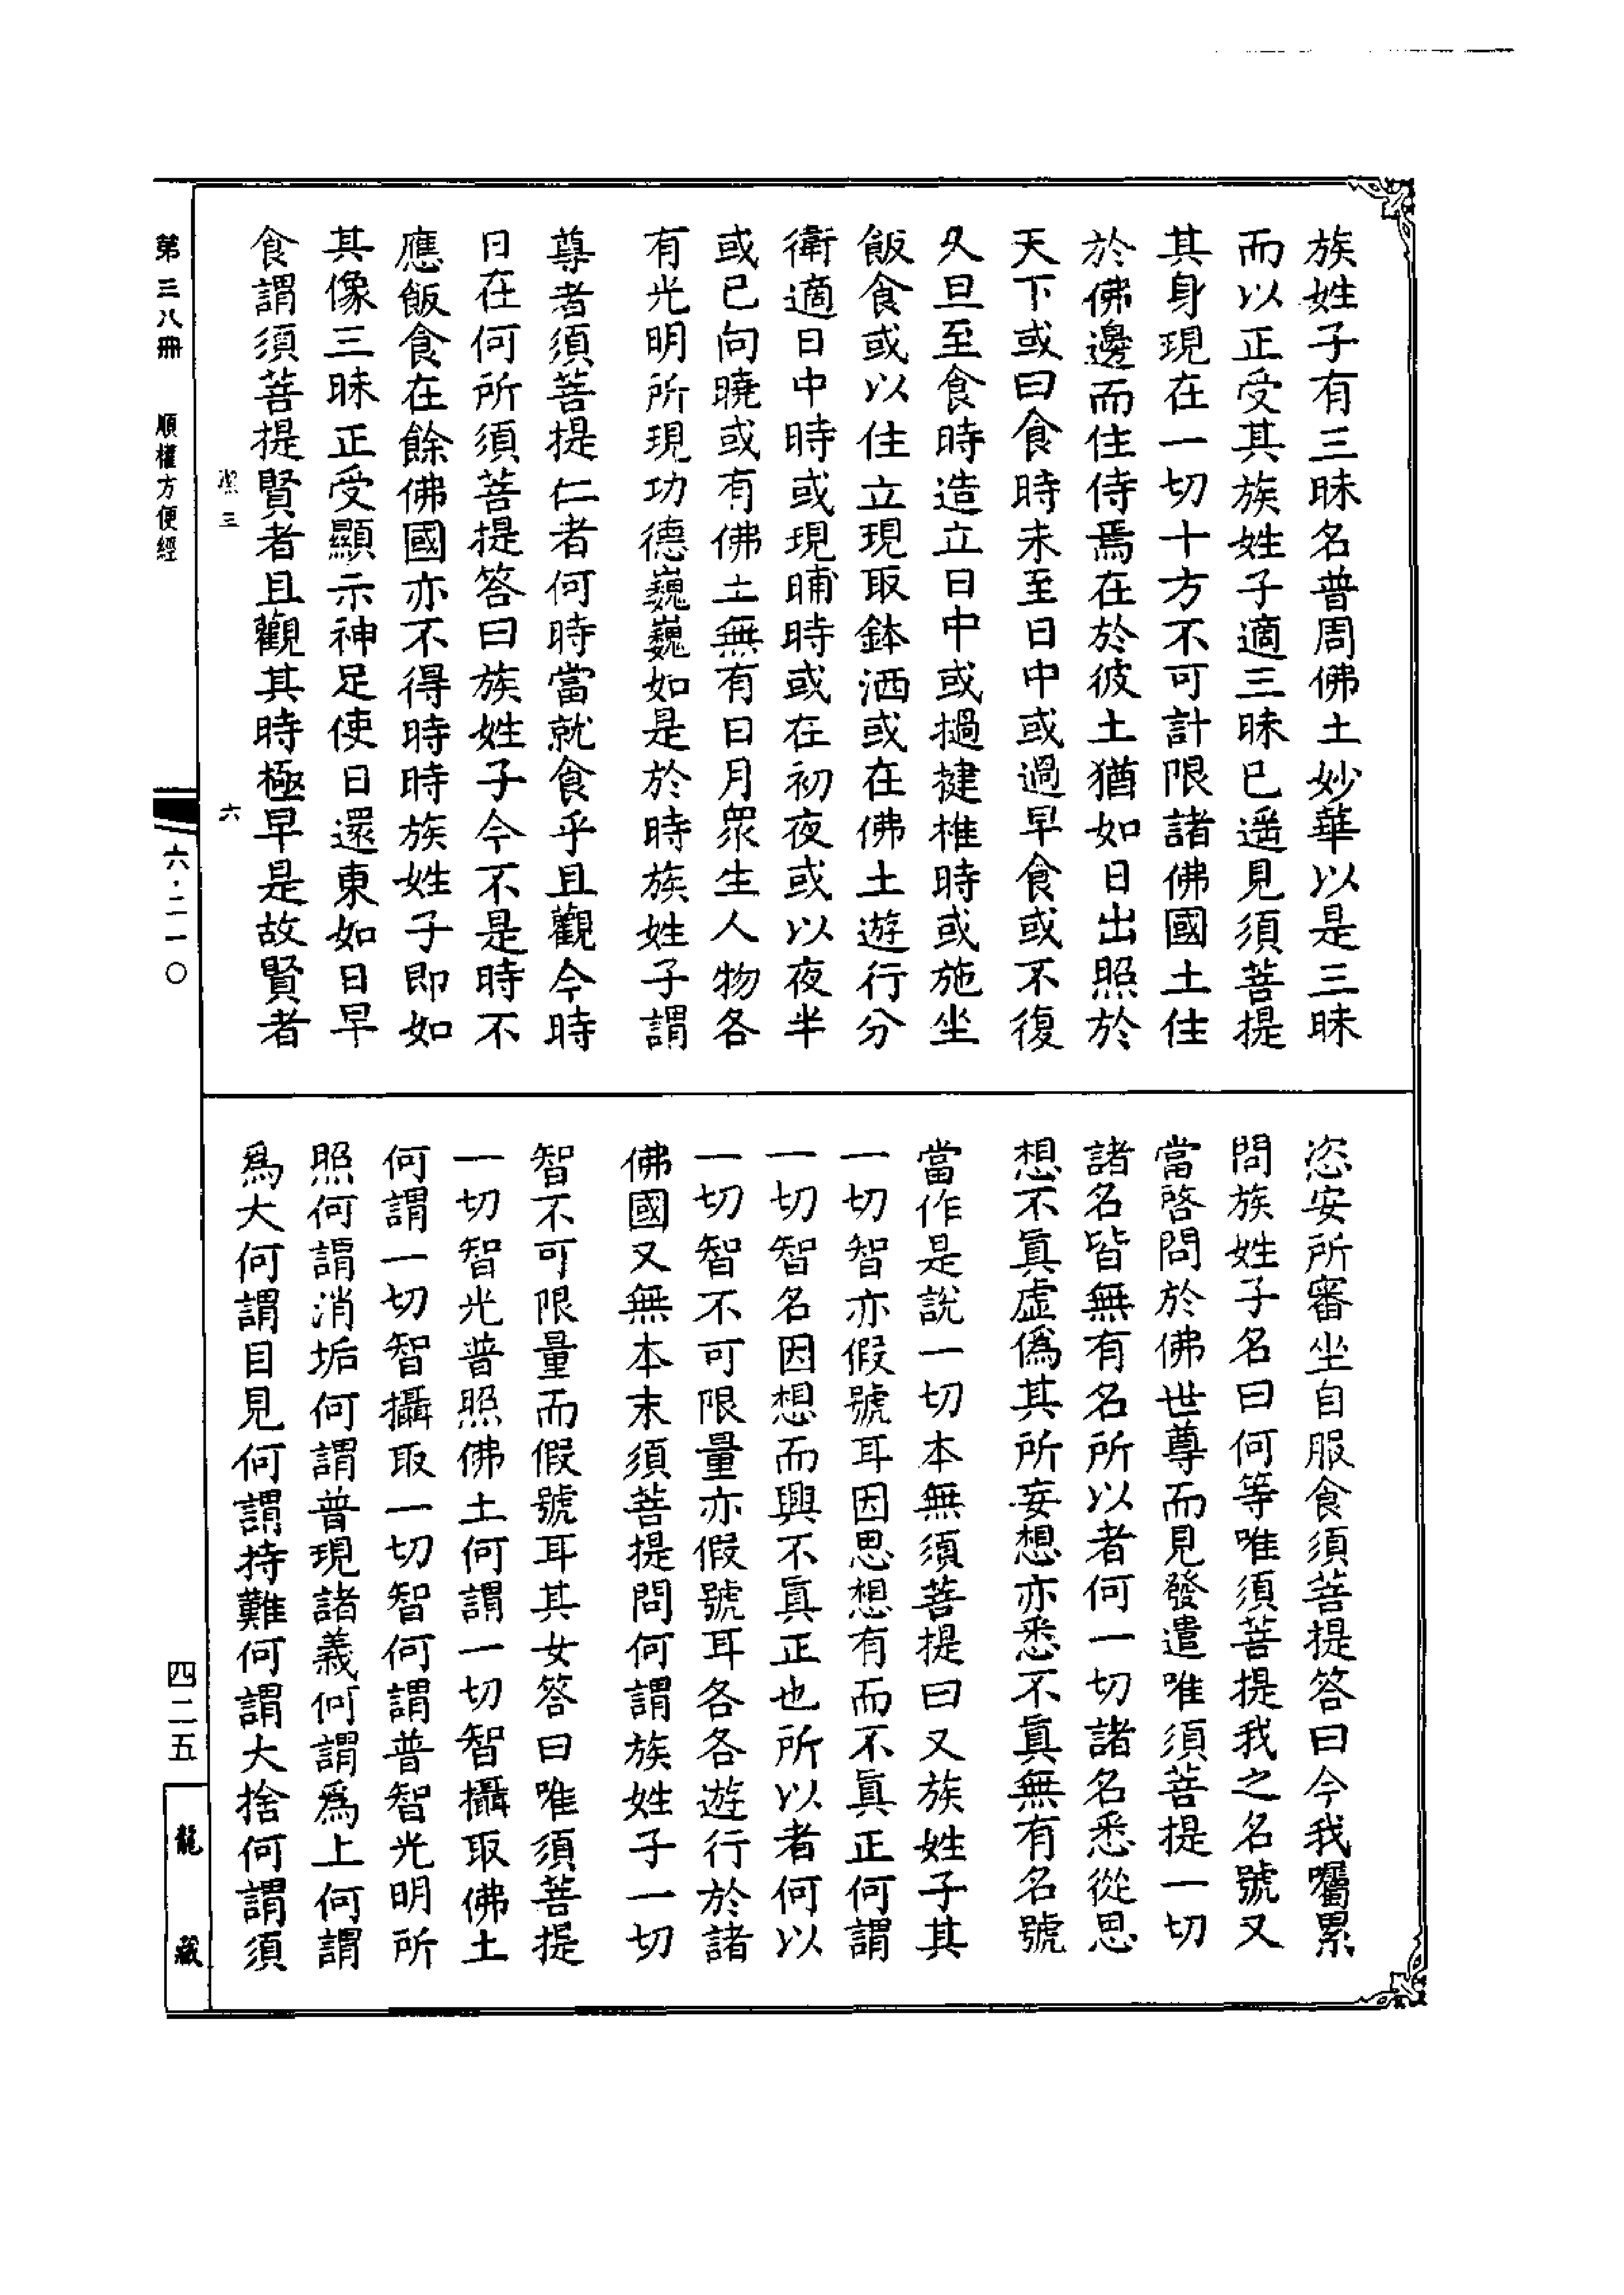 族姓子有三昧名普周佛土妙華以是三昧
而以正受其族姓子適三昧已遥見須菩提
其身現在一切十方不可計限諸佛國土住
於佛邊而住侍焉在於彼土猶如日出照於
天下或曰食時未至日中或過早食或不復
久旦至食時造立日中或撾揵椎時或施坐
飯食或以住立現取鉢洒或在佛土遊行分
衛適日中時或現晡時或在初夜或以夜半
或已向曉或有佛土無有日月衆生人物各
有光明所現功德巍巍如是於時族姓子謂
尊者須菩提仁者何時當就食乎且觀今時
日在何所須菩提答曰族姓子今不是時不
應飯食在餘佛國亦不得時時族姓子即如
其像三昧正受顯示神足使日還東如日早
食謂須菩提賢者且觀其時極早是故賢者
恣安所審坐自服食須菩提答曰今我囑累
問族姓子名曰何等唯須菩提我之名號又
當啓問於佛世尊而見發遣唯須菩提一切
諸名皆無有名所以者何一切諸名悉從思
想不眞虛僞其所妄想亦悉不眞無有名號
當作是說一切本無須菩提曰又族姓子其
一切智亦假號耳因思想有而不眞正何謂
一切智名因想而興不眞正也所以者何以
一切智不可限量亦假號耳各各遊行於諸
佛國又無本末須菩提問何謂族姓子一切
智不可限量而假號耳其女答曰唯須菩提
一切智光普照佛土何謂一切智攝取佛土
何謂一切智攝取一切智何謂普智光明所
照何謂消垢何謂普現諸義何謂爲上何謂
爲大何謂目見何謂持難何謂大捨何謂須
潔三 六
第三八冊 順權方便經
六·二一〇
四二五
龍藏